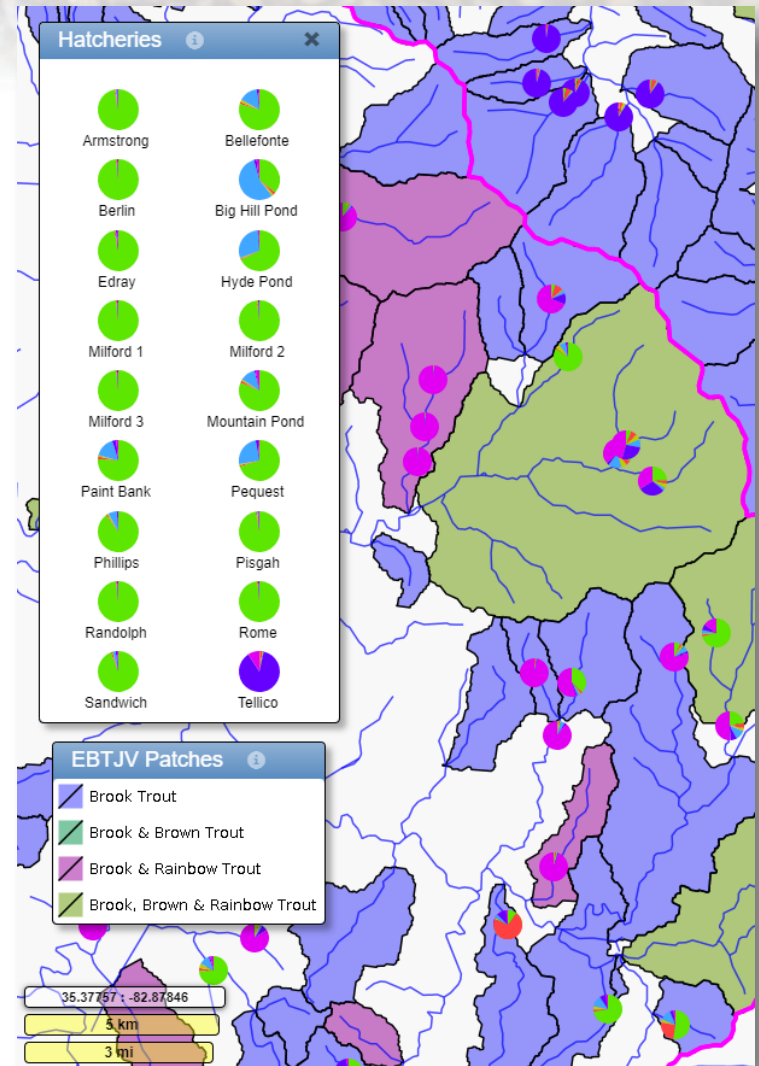 Hatcheries
Armstrong Bellefonte
Berlin Big Hill Pond
Edray Hyde Pond
Milford 1 Milford 2
Milford 3 Mountain Pond
Paint Bank Pequest
Phillips Pisgah
Randolph Rome
Sandwich Tellico
EBTJV Patches
Brook Trout
Brook & Brown Trout
Brook & Rainbow Trout
Brook, Brown & Rainbow Trout
35.37757 : -82.87846
5 km
3 mi